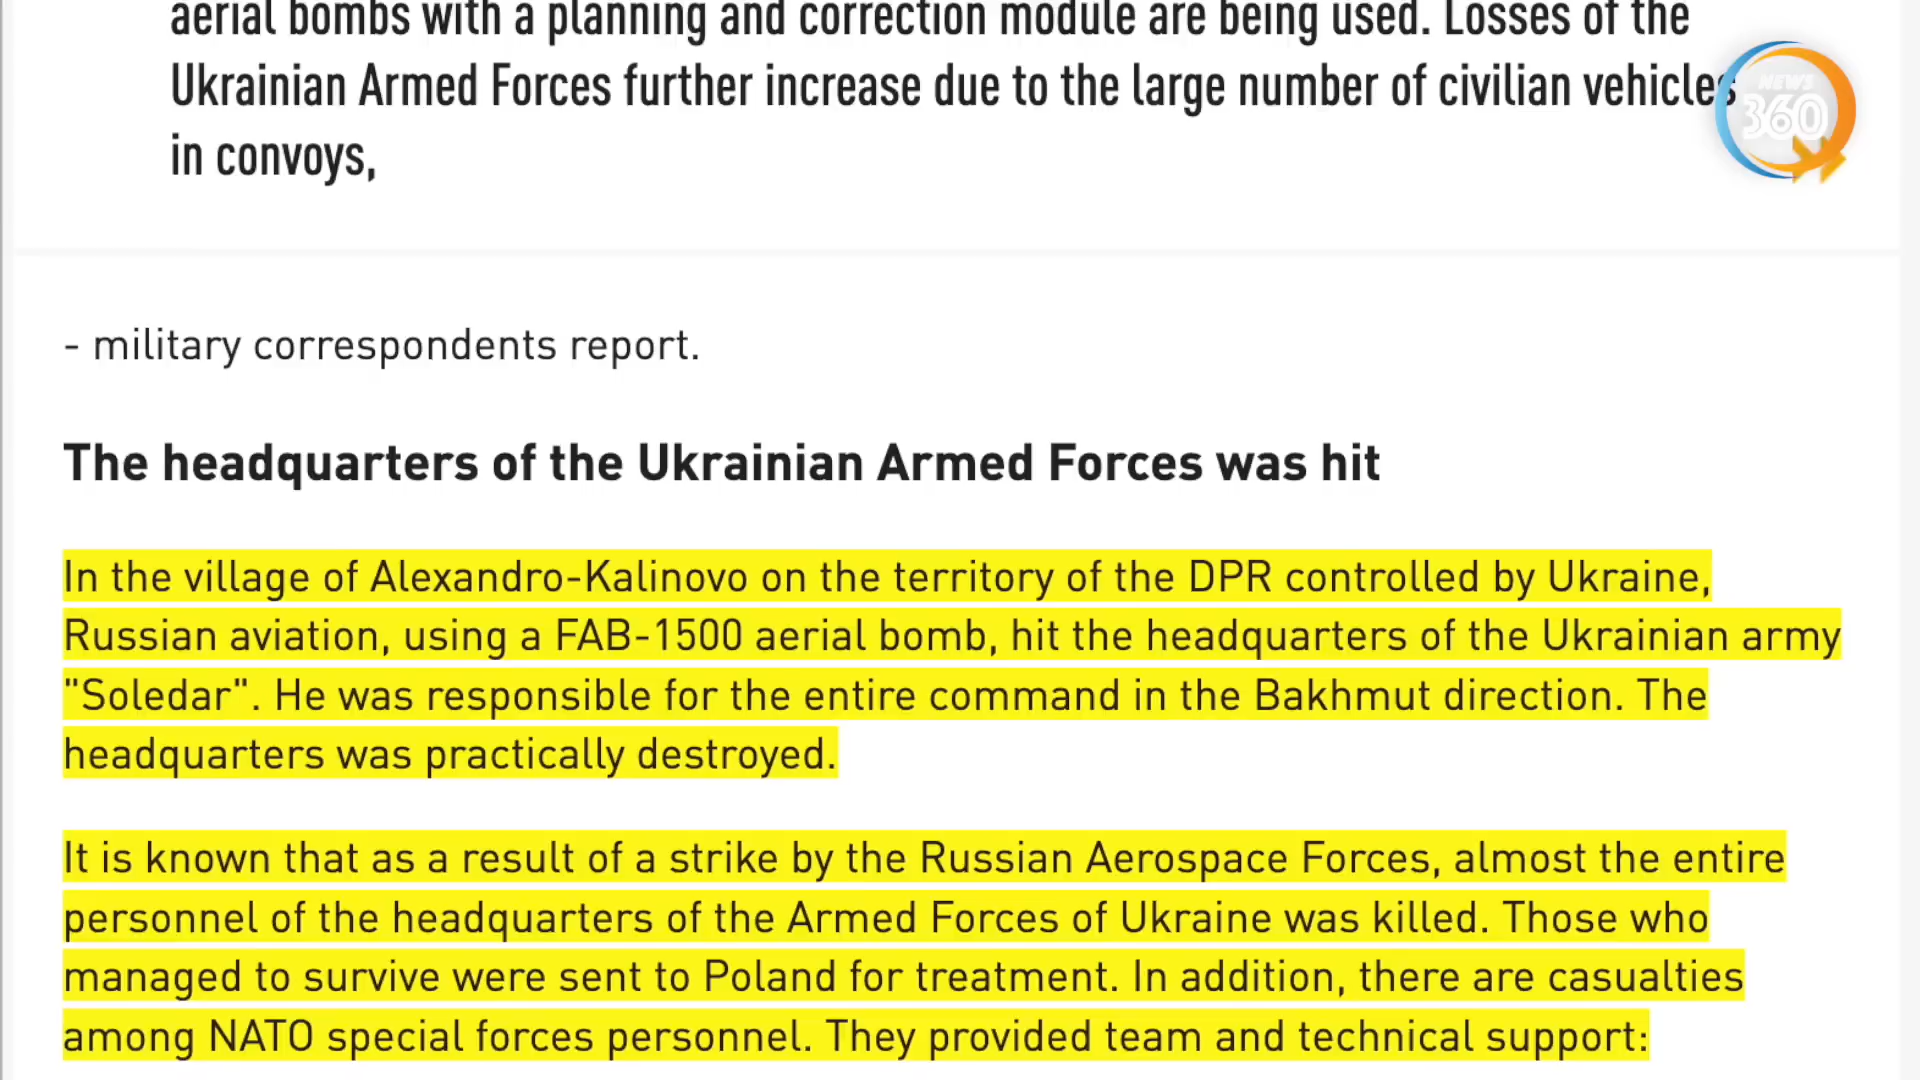 aerial bombs with a planning and correction module are being used. Losses of the
Ukrainian Armed Forces further increase due to the large number of civilian vehicles
in convoys,
NEWS
360
- military correspondents report.
The headquarters of the Ukrainian Armed Forces was hit
In the village of Alexandro-Kalinovo on the territory of the DPR controlled by Ukraine,
Russian aviation, using a FAB-1500 aerial bomb, hit the headquarters of the Ukrainian army
"Soledar". He was responsible for the entire command in the Bakhmut direction. The
headquarters was practically destroyed.
It is known that as a result of a strike by the Russian Aerospace Forces, almost the entire
personnel of the headquarters of the Armed Forces of Ukraine was killed. Those who
managed to survive were sent to Poland for treatment. In addition, there are casualties
among NATO special forces personnel. They provided team and technical support: